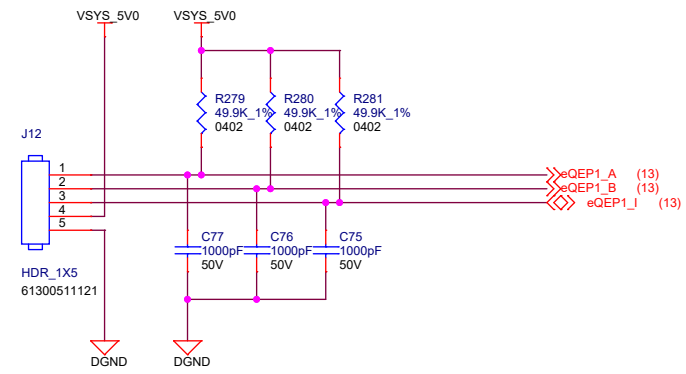 VSYS_5V0 VSYS_5V0
R279 R280 R281
49.9K_1% 49.9K_1% 49.9K_1%
0402 0402 0402
J12
1 eQEP1_A (13)
2 eQEP1_B (13)
3 eQEP1_I (13)
4
5
C77 C76 C75
1000pF 1000pF 1000pF
50V 50V 50V
HDR_1X5
61300511121
DGND DGND